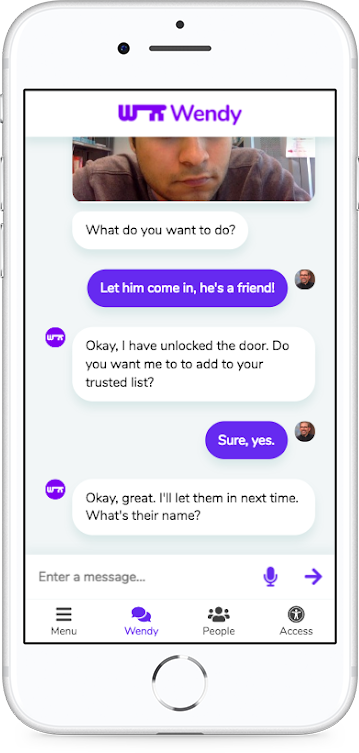 Wendy
What do you want to do?
Let him come in, he's a friend!
Okay, I have unlocked the door. Do
you want me to to add to your
trusted list?
Sure, yes.
Okay, great. I'll let them in next time.
What's their name?
Enter a message...
Menu
Wendy
People
Access